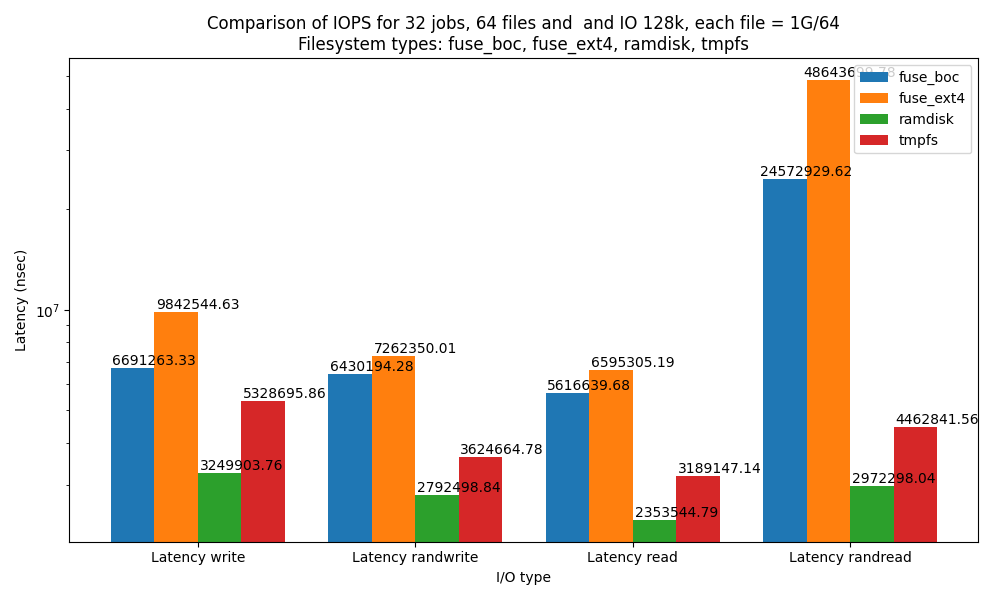 Comparison of IOPS for 32 jobs, 64 files and  and IO 128k, each file = 1G/64
Filesystem types: fuse_boc, fuse_ext4, ramdisk, tmpfs
fuse_boc
fuse_ext4
ramdisk
tmpfs
Latency (nsec)
10^7
6691263.33
9842544.63
3249903.76
5328695.86
6430194.28
7262350.01
2792498.84
3624664.78
5616639.68
6595305.19
2353544.79
3189147.14
24572929.62
2972298.04
4462841.56
Latency write
Latency randwrite
Latency read
Latency randread
I/O type